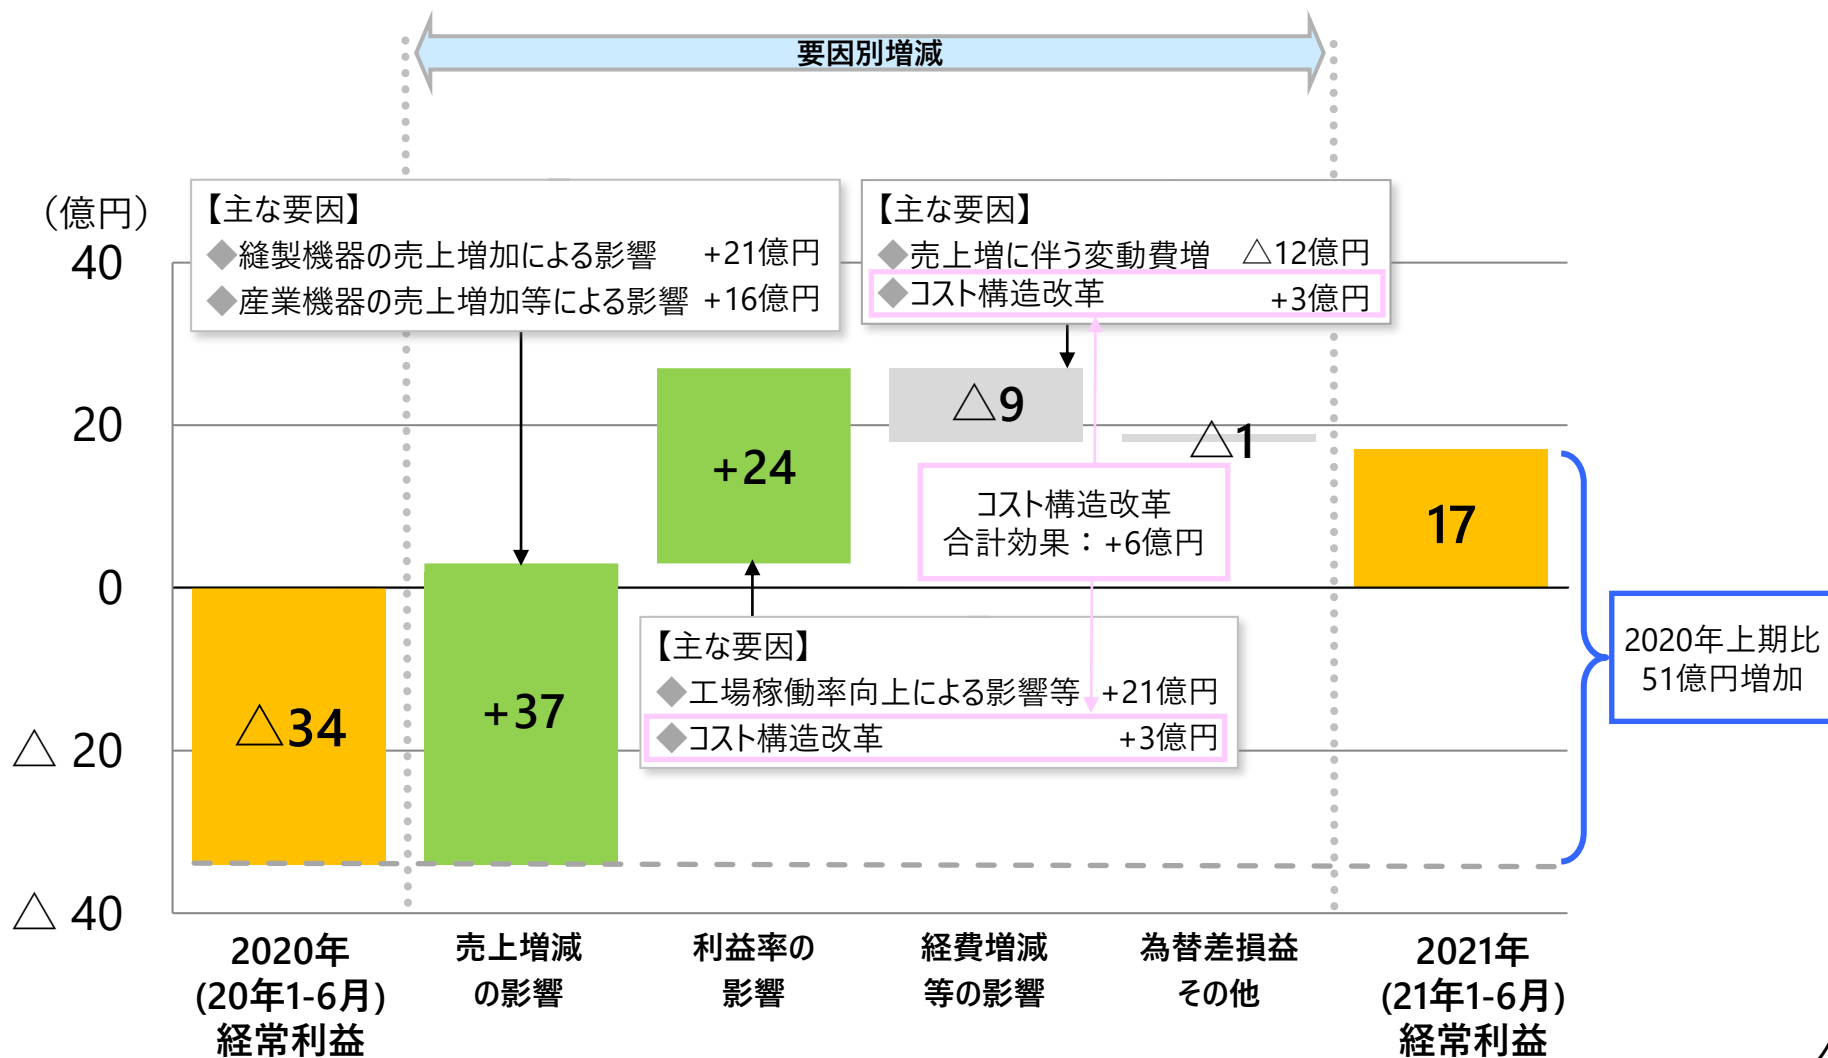 要因別増減
（億円）
【主な要因】
◆縫製機器の売上増加による影響 +21億円
◆産業機器の売上増加等による影響 +16億円
【主な要因】
◆売上増に伴う変動費増 △12億円
◆コスト構造改革 +3億円
40
20
0
△ 20
△ 40
△34
+37
+24
△9
△1
17
コスト構造改革
合計効果：+6億円
【主な要因】
◆工場稼働率向上による影響等 +21億円
◆コスト構造改革 +3億円
2020年上期比
51億円増加
2020年
(20年1-6月)
経常利益
売上増減
の影響
利益率の
影響
経費増減
等の影響
為替差損益
その他
2021年
(21年1-6月)
経常利益